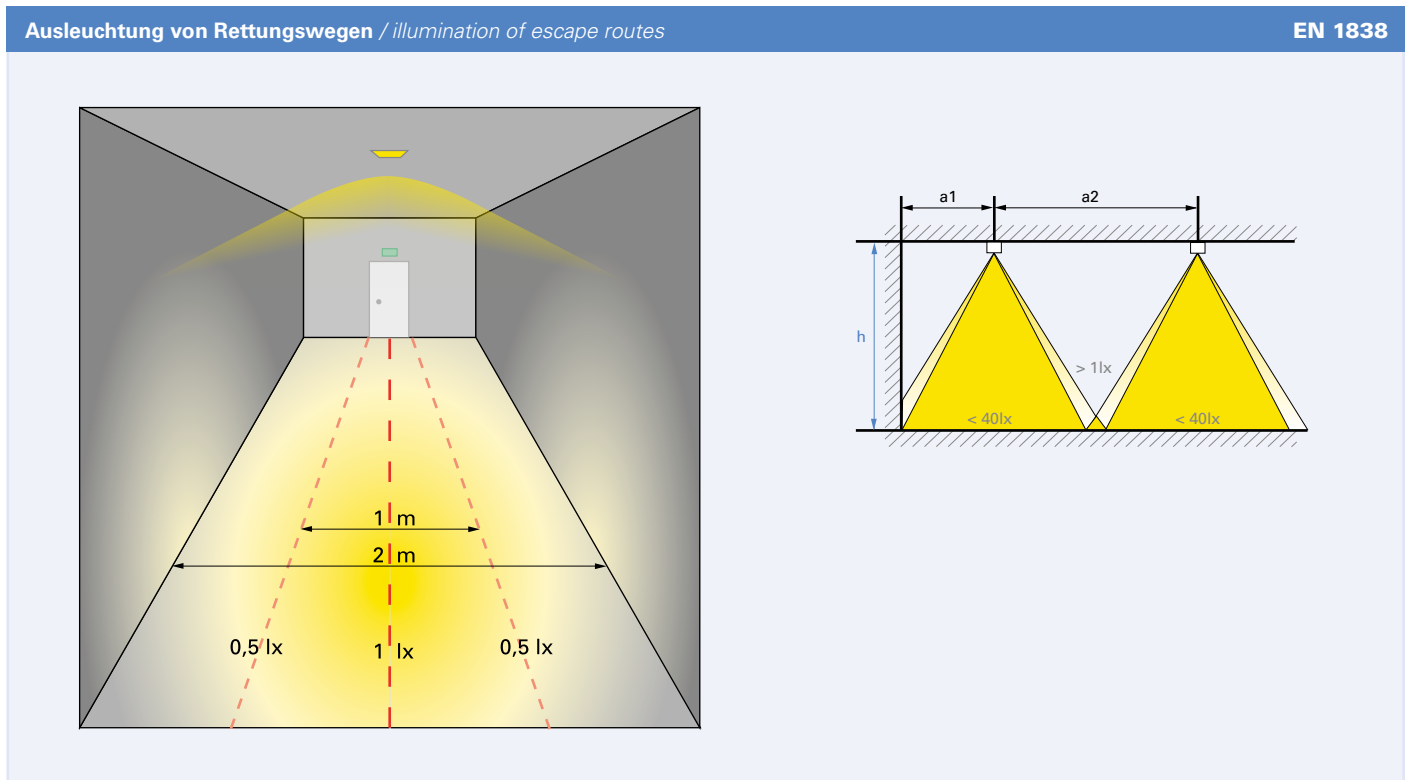 Ausleuchtung von Rettungswegen / illumination of escape routes
EN 1838
1 m
2 m
0,5 lx
1 lx
0,5 lx
a1
a2
h
> 1lx
< 40lx
< 40lx